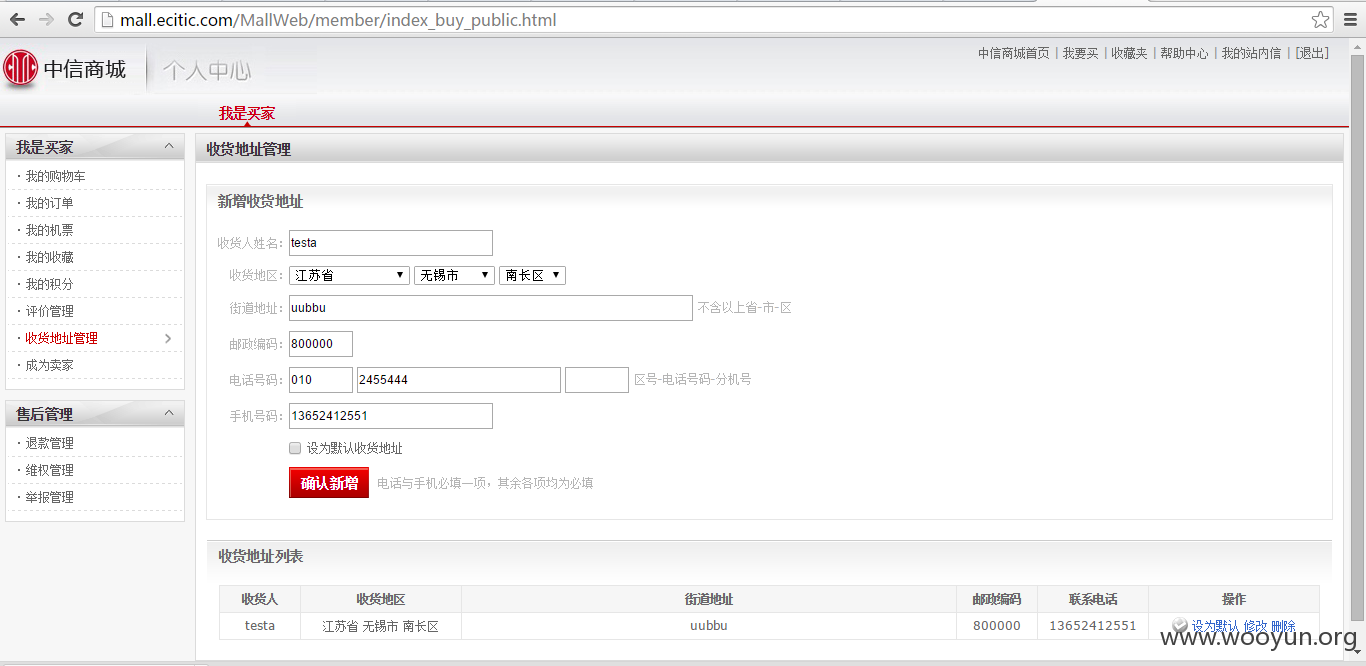 mall.ecitic.com/MallWeb/member/index_buy_public.html
中信商城 个人中心
中信商城首页 | 我要买 | 收藏夹 | 帮助中心 | 我的站内信 | [退出]
我是买家
我是买家
· 我的购物车
· 我的订单
· 我的机票
· 我的收藏
· 我的积分
· 评价管理
· 收货地址管理
· 成为卖家
售后管理
· 退款管理
· 维权管理
· 举报管理
收货地址管理
新增收货地址
收货人姓名: testa
收货地区: 江苏省 无锡市 南长区
街道地址: uubbu 不含以上省-市-区
邮政编码: 800000
电话号码: 010 2455444 区号-电话号码-分机号
手机号码: 13652412551
设为默认收货地址
确认新增 电话与手机必填一项，其余各项均为必填
收货地址列表
收货人 收货地区 街道地址 邮政编码 联系电话 操作
testa 江苏省 无锡市 南长区 uubbu 800000 13652412551 设为默认 修改 删除
www.wooyun.org